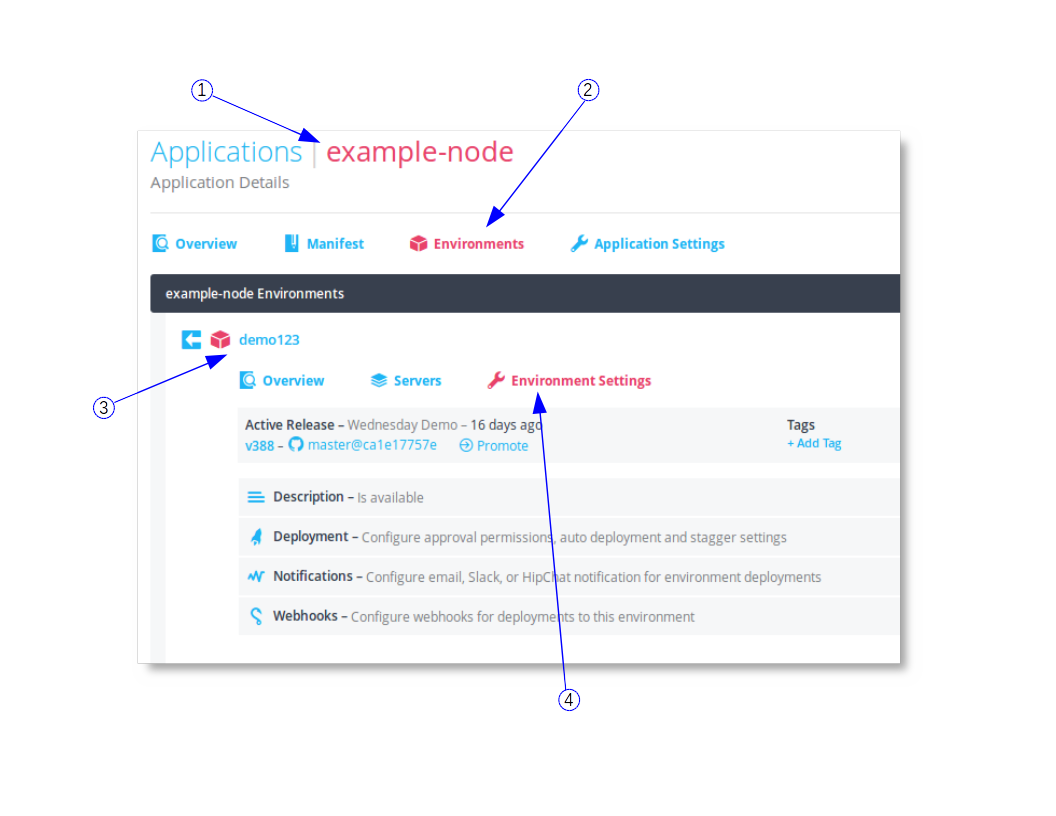 1
2
Applications | example-node
Application Details
Overview Manifest Environments Application Settings
example-node Environments
demo123
Overview Servers Environment Settings
3
Active Release – Wednesday Demo – 16 days ago Tags
v388 – master@ca1e17757e Promote + Add Tag
Description – Is available
Deployment – Configure approval permissions, auto deployment and stagger settings
Notifications – Configure email, Slack, or HipChat notification for environment deployments
Webhooks – Configure webhooks for deployments to this environment
4